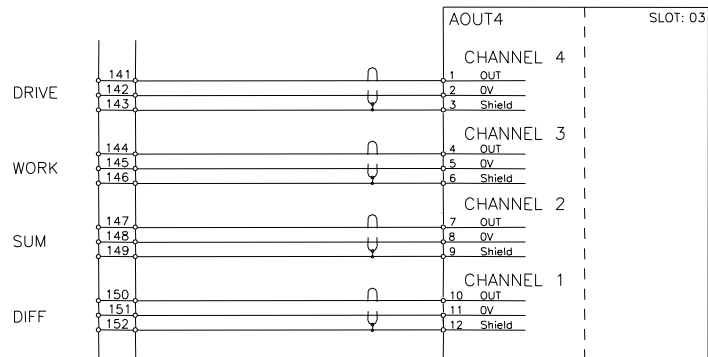 AOUT4 SLOT: 03
CHANNEL 4
141 1 OUT
DRIVE 142 2 0V
143 3 Shield
CHANNEL 3
144 4 OUT
WORK 145 5 0V
146 6 Shield
CHANNEL 2
147 7 OUT
SUM 148 8 0V
149 9 Shield
CHANNEL 1
150 10 OUT
DIFF 151 11 0V
152 12 Shield